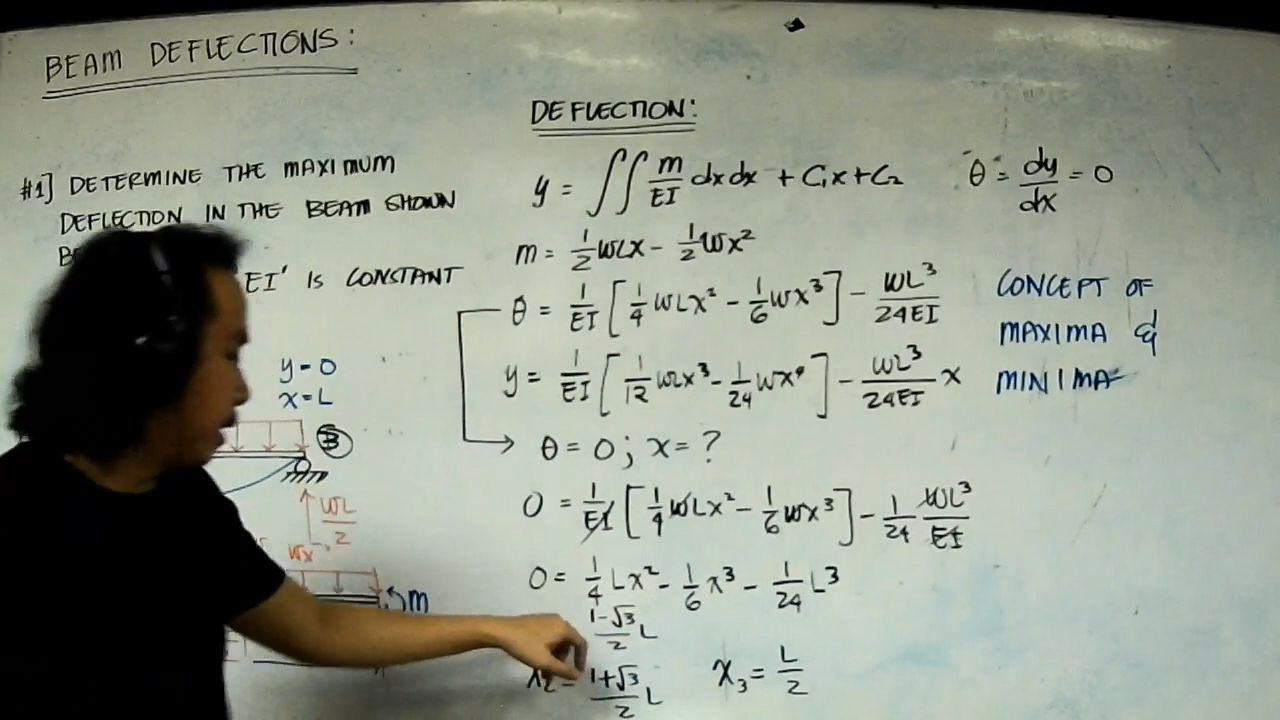 BEAM DEFLECTIONS:
#1] DETERMINE THE MAXIMUM
DEFLECTION IN THE BEAM SHOWN
EI' IS CONSTANT
y = 0
x = L
B
wL/2
wx
m
DEFLECTION:
y = ∫∫ m/EI dxdx + C₁x + C₂
θ = dy/dx = 0
m = 1/2 wLx - 1/2 wx²
θ = 1/EI [1/4 wLx² - 1/6 wx³] - wL³/24EI
y = 1/EI [1/12 wLx³ - 1/24 wx⁴] - wL³/24EI x
θ = 0; x = ?
0 = 1/EI [1/4 wLx² - 1/6 wx³] - 1/24 wL³/EI
0 = 1/4 Lx² - 1/6 x³ - 1/24 L³
1-√3/2 L
x₂ = 1+√3/2 L
x₃ = L/2
CONCEPT OF
MAXIMA &
MINIMA